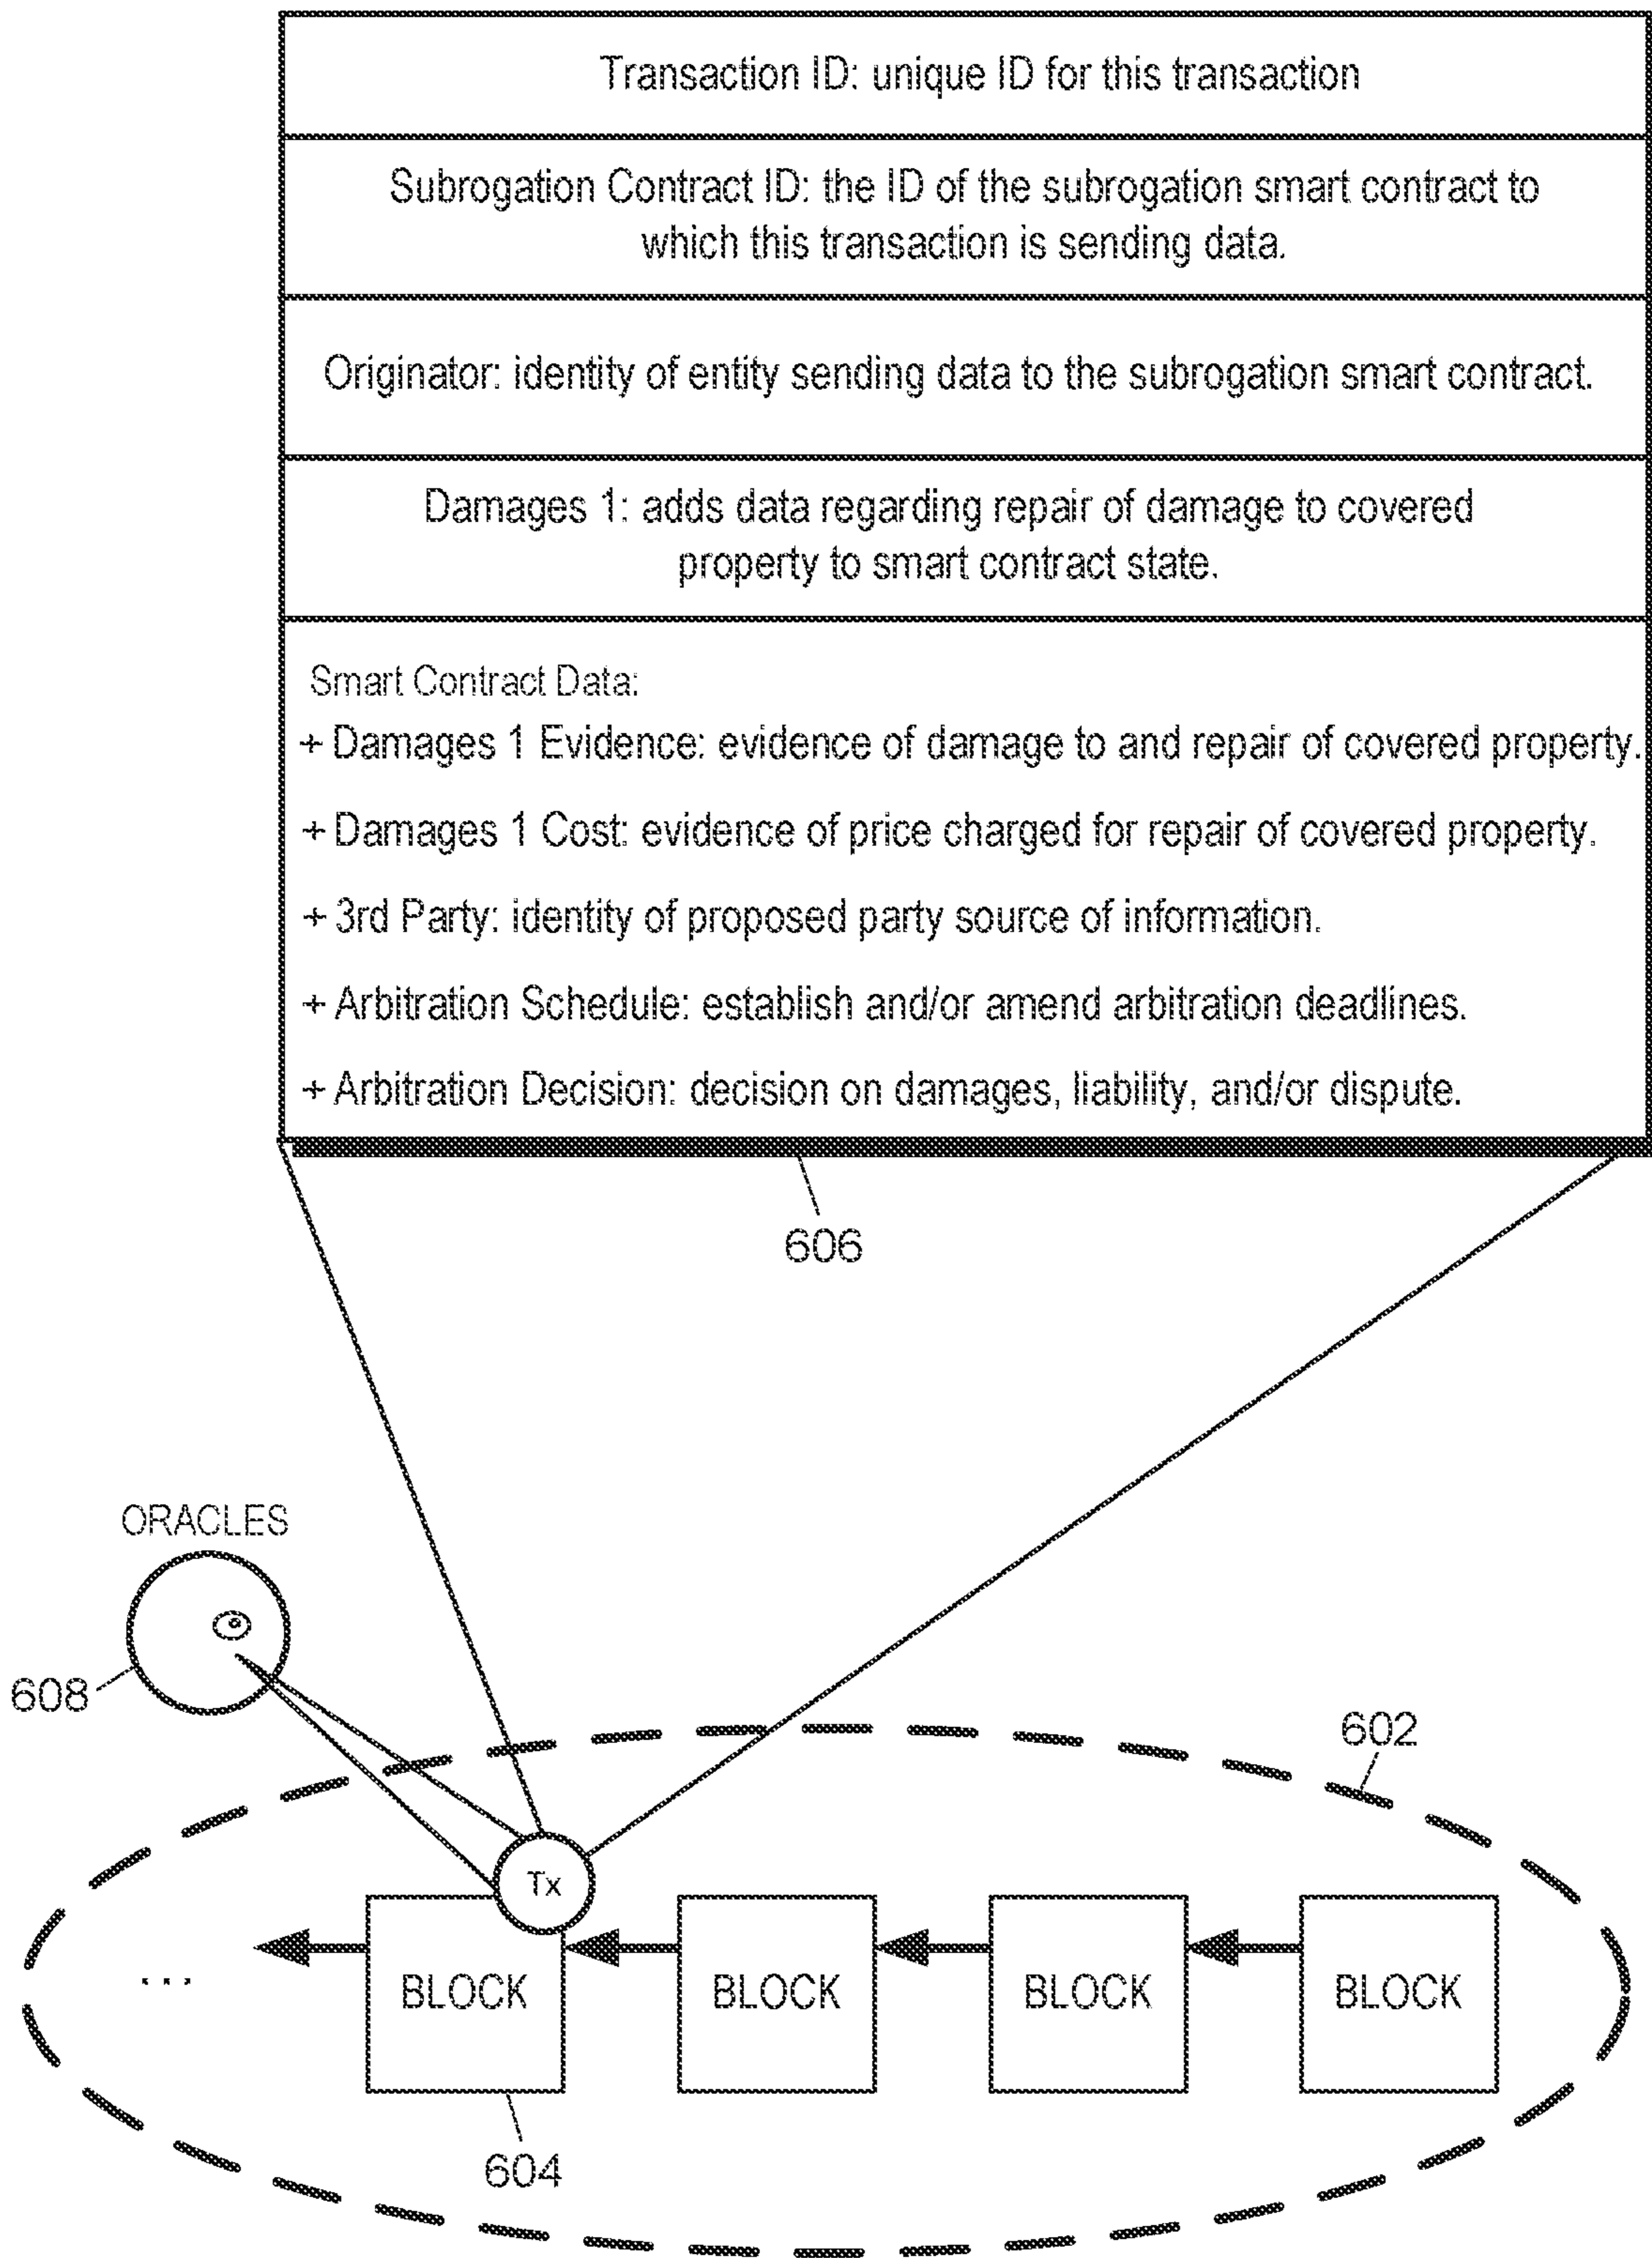 Transaction ID: unique ID for this transaction
Subrogation Contract ID: the ID of the subrogation smart contract to
which this transaction is sending data.
Originator: identity of entity sending data to the subrogation smart contract.
Damages 1: adds data regarding repair of damage to covered
property to smart contract state.
Smart Contract Data:
+ Damages 1 Evidence: evidence of damage to and repair of covered property.
+ Damages 1 Cost: evidence of price charged for repair of covered property.
+ 3rd Party: identity of proposed party source of information.
+ Arbitration Schedule: establish and/or amend arbitration deadlines.
+ Arbitration Decision: decision on damages, liability, and/or dispute.
606
ORACLES
608
602
Tx
...
BLOCK
BLOCK
BLOCK
BLOCK
604